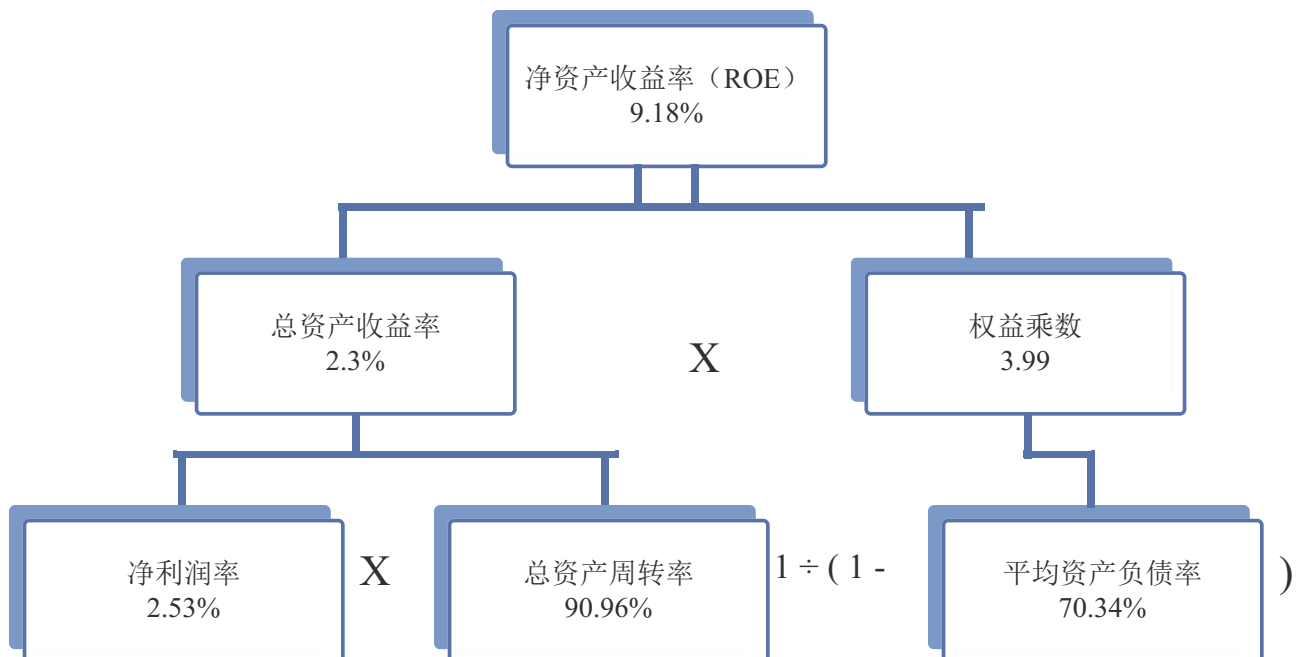 净资产收益率（ROE）
9.18%
总资产收益率
2.3%
X
权益乘数
3.99
净利润率
2.53%
X
总资产周转率
90.96%
1 ÷ ( 1 -
平均资产负债率
70.34%
)